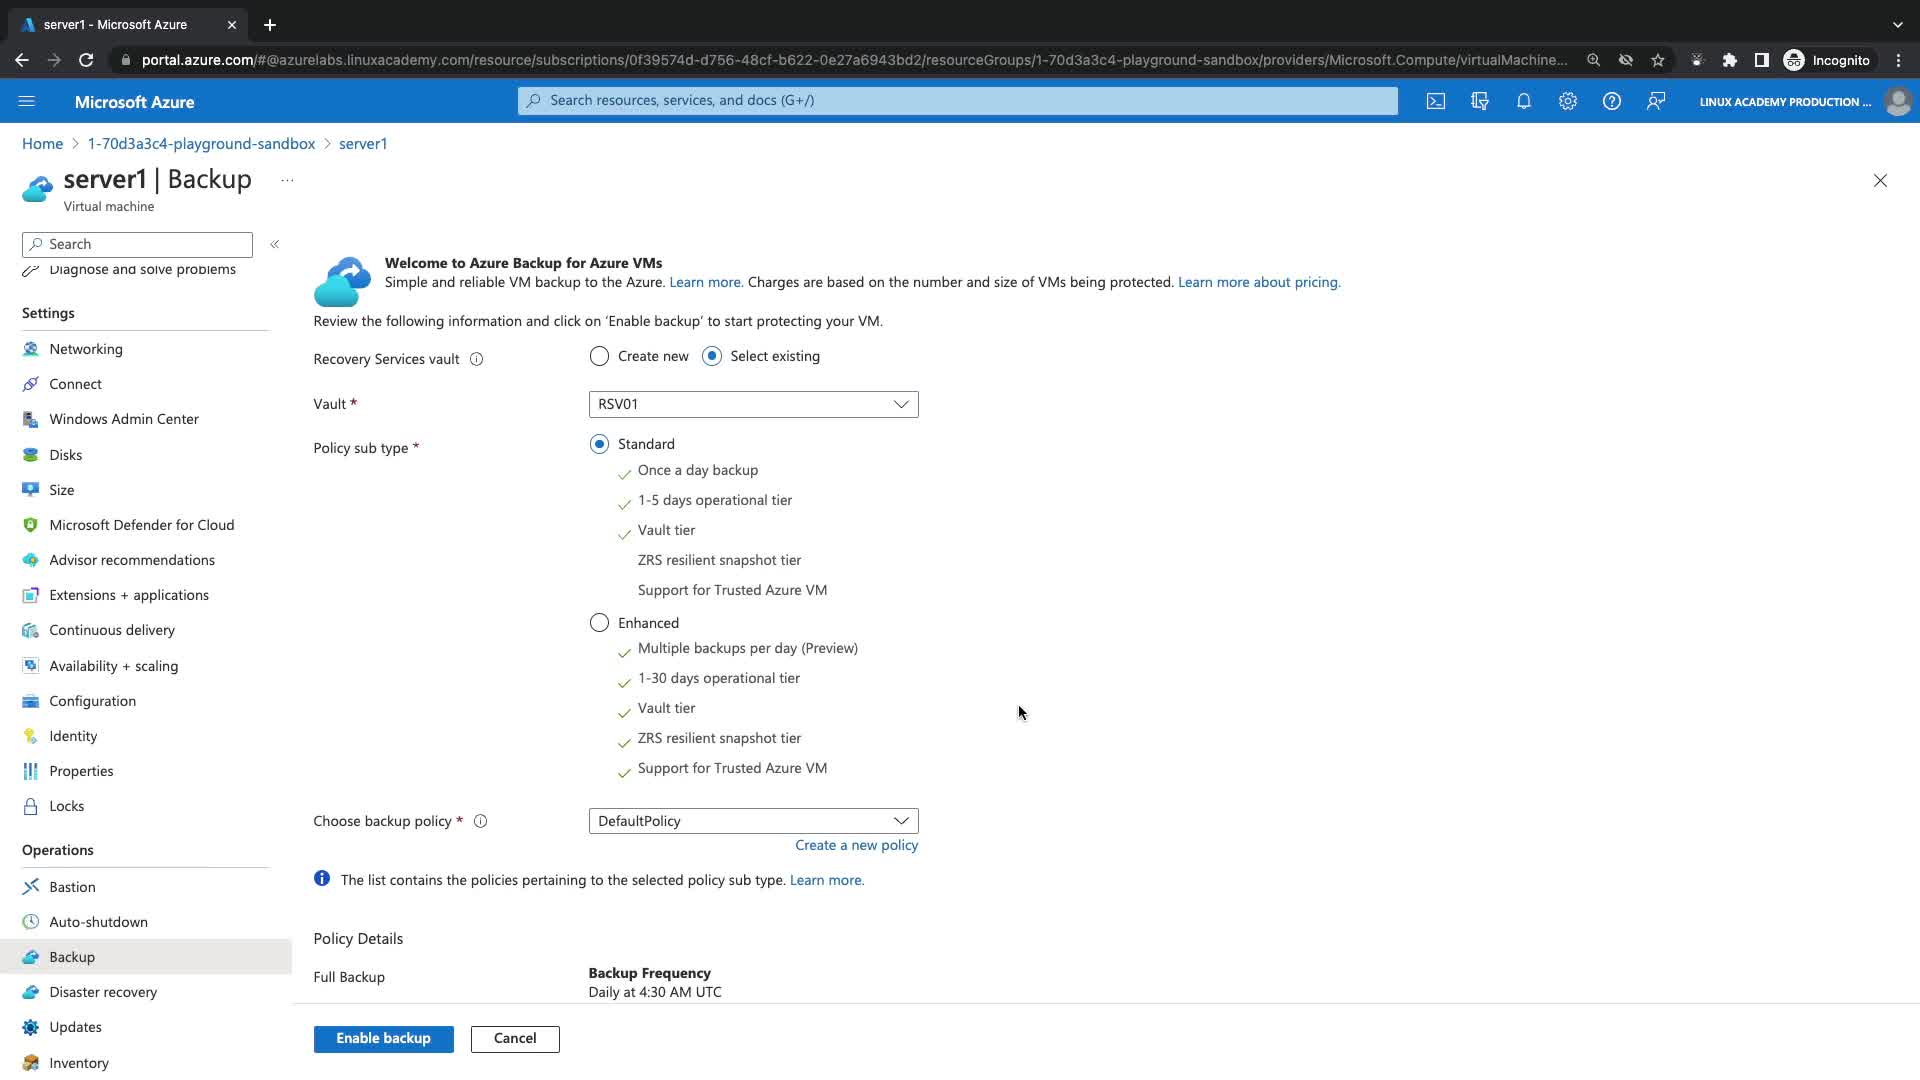 server1 - Microsoft Azure
portal.azure.com/#@azurelabs.linuxacademy.com/resource/subscriptions/0f39574d-d756-48cf-b622-0e27a6943bd2/resourceGroups/1-70d3a3c4-playground-sandbox/providers/Microsoft.Compute/virtualMachine...
Incognito
Microsoft Azure
Search resources, services, and docs (G+/)
LINUX ACADEMY PRODUCTION ...
Home > 1-70d3a3c4-playground-sandbox > server1
server1 | Backup
...
Virtual machine
Search
Diagnose and solve problems
Settings
Networking
Connect
Windows Admin Center
Disks
Size
Microsoft Defender for Cloud
Advisor recommendations
Extensions + applications
Continuous delivery
Availability + scaling
Configuration
Identity
Properties
Locks
Operations
Bastion
Auto-shutdown
Backup
Disaster recovery
Updates
Inventory
Welcome to Azure Backup for Azure VMs
Simple and reliable VM backup to the Azure. Learn more. Charges are based on the number and size of VMs being protected. Learn more about pricing.
Review the following information and click on ‘Enable backup’ to start protecting your VM.
Recovery Services vault
Create new
Select existing
Vault *
RSV01
Policy sub type *
Standard
Once a day backup
1-5 days operational tier
Vault tier
ZRS resilient snapshot tier
Support for Trusted Azure VM
Enhanced
Multiple backups per day (Preview)
1-30 days operational tier
Vault tier
ZRS resilient snapshot tier
Support for Trusted Azure VM
Choose backup policy *
DefaultPolicy
Create a new policy
The list contains the policies pertaining to the selected policy sub type. Learn more.
Policy Details
Full Backup
Backup Frequency
Daily at 4:30 AM UTC
Enable backup
Cancel